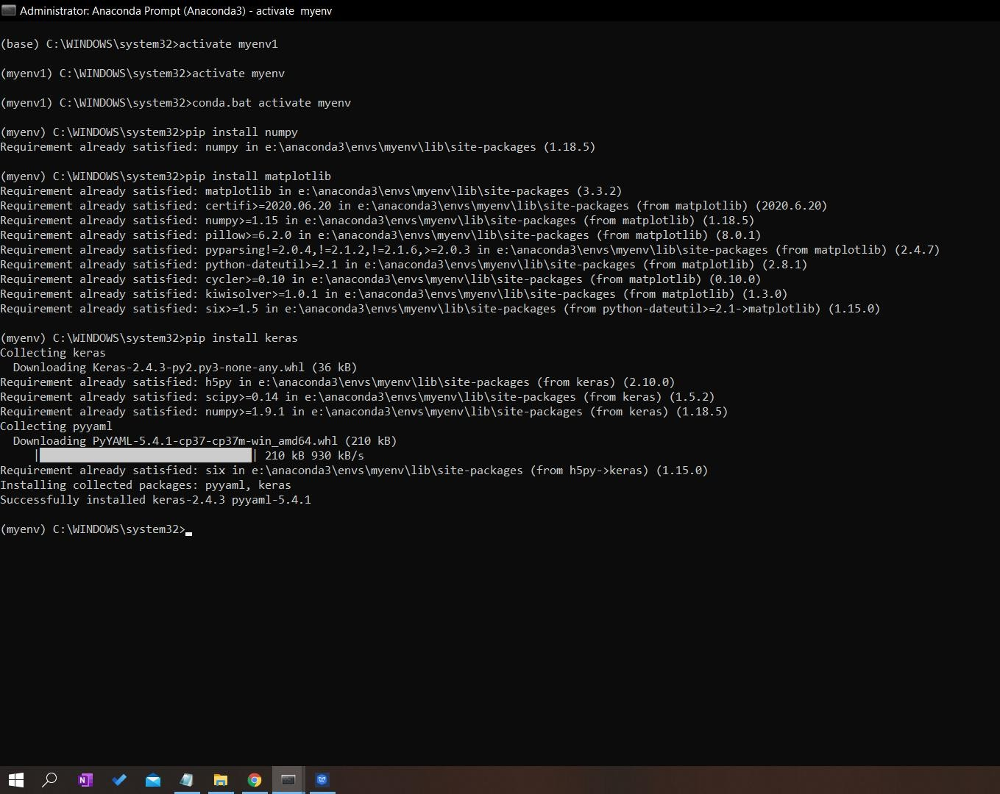 Administrator: Anaconda Prompt (Anaconda3) - activate  myenv
(base) C:\WINDOWS\system32>activate myenv1
(myenv1) C:\WINDOWS\system32>activate myenv
(myenv1) C:\WINDOWS\system32>conda.bat activate myenv
(myenv) C:\WINDOWS\system32>pip install numpy
Requirement already satisfied: numpy in e:\anaconda3\envs\myenv\lib\site-packages (1.18.5)
(myenv) C:\WINDOWS\system32>pip install matplotlib
Requirement already satisfied: matplotlib in e:\anaconda3\envs\myenv\lib\site-packages (3.3.2)
Requirement already satisfied: certifi>=2020.06.20 in e:\anaconda3\envs\myenv\lib\site-packages (from matplotlib) (2020.6.20)
Requirement already satisfied: numpy>=1.15 in e:\anaconda3\envs\myenv\lib\site-packages (from matplotlib) (1.18.5)
Requirement already satisfied: pillow>=6.2.0 in e:\anaconda3\envs\myenv\lib\site-packages (from matplotlib) (8.0.1)
Requirement already satisfied: pyparsing!=2.0.4,!=2.1.2,!=2.1.6,>=2.0.3 in e:\anaconda3\envs\myenv\lib\site-packages (from matplotlib) (2.4.7)
Requirement already satisfied: python-dateutil>=2.1 in e:\anaconda3\envs\myenv\lib\site-packages (from matplotlib) (2.8.1)
Requirement already satisfied: cycler>=0.10 in e:\anaconda3\envs\myenv\lib\site-packages (from matplotlib) (0.10.0)
Requirement already satisfied: kiwisolver>=1.0.1 in e:\anaconda3\envs\myenv\lib\site-packages (from matplotlib) (1.3.0)
Requirement already satisfied: six>=1.5 in e:\anaconda3\envs\myenv\lib\site-packages (from python-dateutil>=2.1->matplotlib) (1.15.0)
(myenv) C:\WINDOWS\system32>pip install keras
Collecting keras
  Downloading Keras-2.4.3-py2.py3-none-any.whl (36 kB)
Requirement already satisfied: h5py in e:\anaconda3\envs\myenv\lib\site-packages (from keras) (2.10.0)
Requirement already satisfied: scipy>=0.14 in e:\anaconda3\envs\myenv\lib\site-packages (from keras) (1.5.2)
Requirement already satisfied: numpy>=1.9.1 in e:\anaconda3\envs\myenv\lib\site-packages (from keras) (1.18.5)
Collecting pyyaml
  Downloading PyYAML-5.4.1-cp37-cp37m-win_amd64.whl (210 kB)
| | 210 kB 930 kB/s
Requirement already satisfied: six in e:\anaconda3\envs\myenv\lib\site-packages (from h5py->keras) (1.15.0)
Installing collected packages: pyyaml, keras
Successfully installed keras-2.4.3 pyyaml-5.4.1
(myenv) C:\WINDOWS\system32>